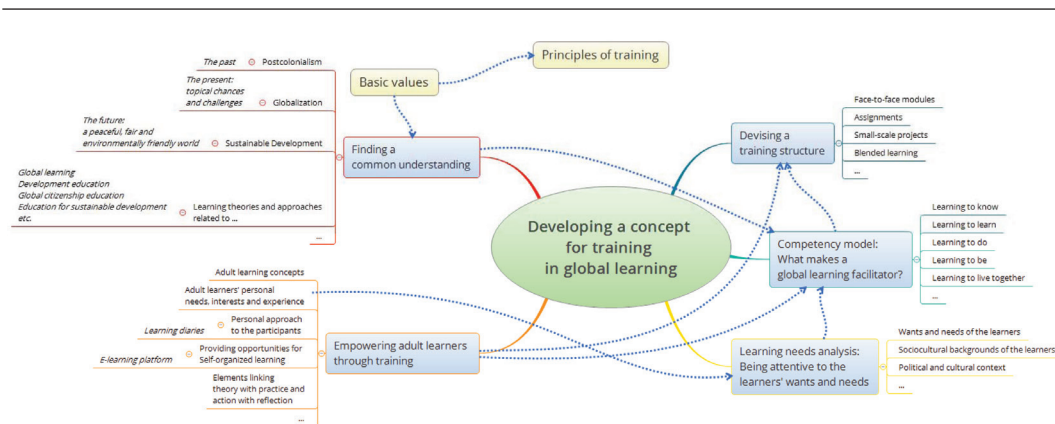 Principles of training
Basic values
The past
Postcolonialism
The present:
topical chances
and challenges
Globalization
The future:
a peaceful, fair and
environmentally friendly world
Sustainable Development
Global learning
Development education
Global citizenship education
Education for sustainable development
etc.
Learning theories and approaches
related to ...
...
Finding a
common understanding
Developing a concept
for training
in global learning
Devising a
training structure
Face-to-face modules
Assignments
Small-scale projects
Blended learning
...
Competency model:
What makes a
global learning facilitator?
Learning to know
Learning to learn
Learning to do
Learning to be
Learning to live together
...
Adult learning concepts
Adult learners' personal
needs, interests and experience
Learning diaries
Personal approach
to the participants
E-learning platform
Providing opportunities for
Self-organized learning
Elements linking
theory with practice and
action with reflection
...
Empowering adult learners
through training
Learning needs analysis:
Being attentive to the
learners' wants and needs
Wants and needs of the learners
Sociocultural backgrounds of the learners
Political and cultural context
...